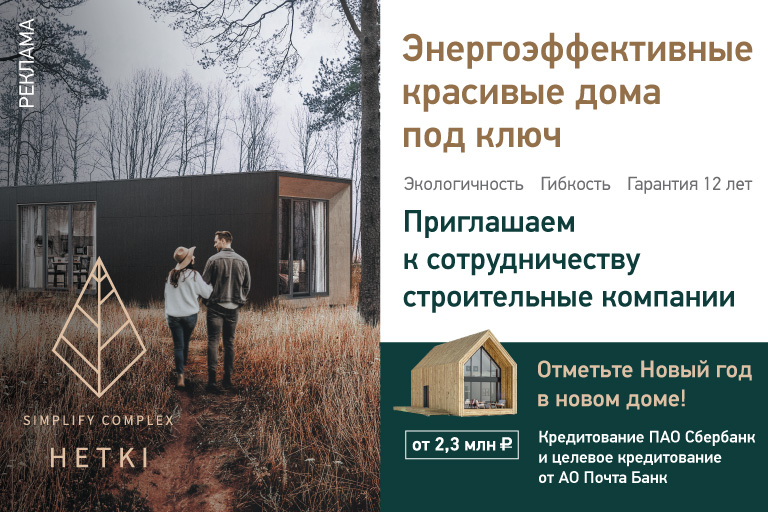 РЕКЛАМА
SIMPLIFY COMPLEX
HETKI
Энергоэффективные
красивые дома
под ключ
Экологичность Гибкость Гарантия 12 лет
Приглашаем
к сотрудничеству
строительные компании
Отметьте Новый год
в новом доме!
от 2,3 млн ₽
Кредитование ПАО Сбербанк
и целевое кредитование
от АО Почта Банк